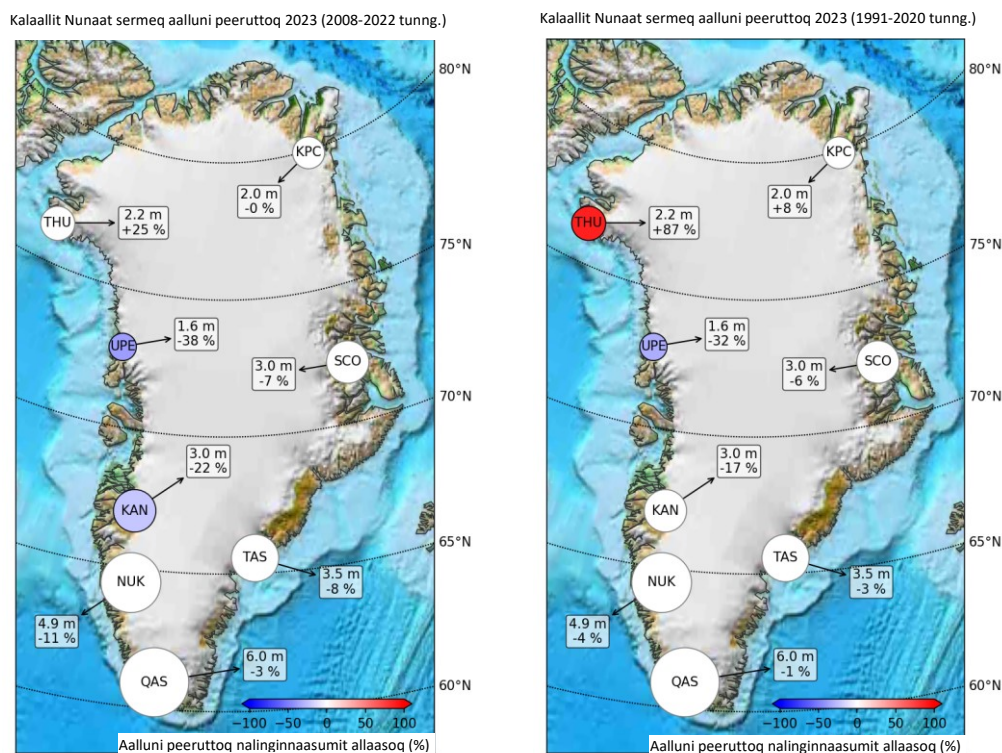 Kalaallit Nunaat sermeq aalluni peeruttoq 2023 (2008-2022 tunng.)
80°N
KPC
2.0 m
-0 %
THU
2.2 m
+25 %
75°N
UPE
1.6 m
-38 %
SCO
3.0 m
-7 %
70°N
3.0 m
-22 %
KAN
65°N
TAS
NUK
3.5 m
-8 %
4.9 m
-11 %
6.0 m
-3 %
QAS
60°N
−100 −50 0 50 100
Aalluni peeruttoq nalinginnaasumit allaasoq (%)
Kalaallit Nunaat sermeq aalluni peeruttoq 2023 (1991-2020 tunng.)
80°N
KPC
2.0 m
+8 %
THU
2.2 m
+87 %
75°N
UPE
1.6 m
-32 %
SCO
3.0 m
-6 %
70°N
3.0 m
-17 %
KAN
65°N
TAS
NUK
3.5 m
-3 %
4.9 m
-4 %
6.0 m
-1 %
QAS
60°N
−100 −50 0 50 100
Aalluni peeruttoq nalinginnaasumit allaasoq (%)